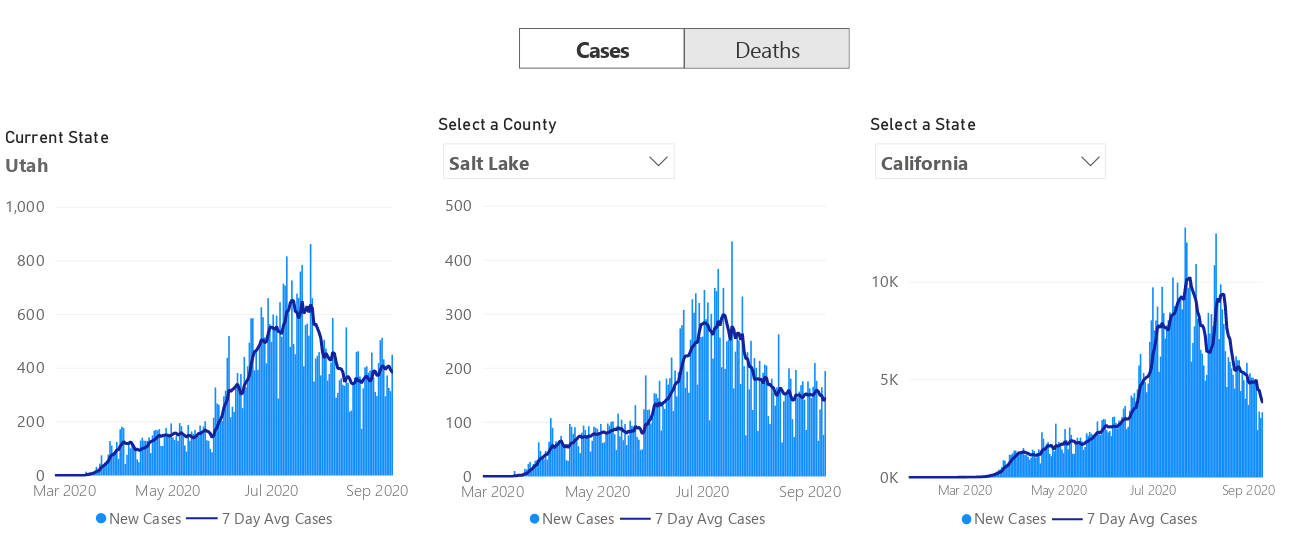 Cases Deaths
Current State
Utah
1,000
800
600
400
200
0
Mar 2020 May 2020 Jul 2020 Sep 2020
New Cases 7 Day Avg Cases
Select a County
Salt Lake
500
400
300
200
100
0
Mar 2020 May 2020 Jul 2020 Sep 2020
New Cases 7 Day Avg Cases
Select a State
California
10K
5K
0K
Mar 2020 May 2020 Jul 2020 Sep 2020
New Cases 7 Day Avg Cases